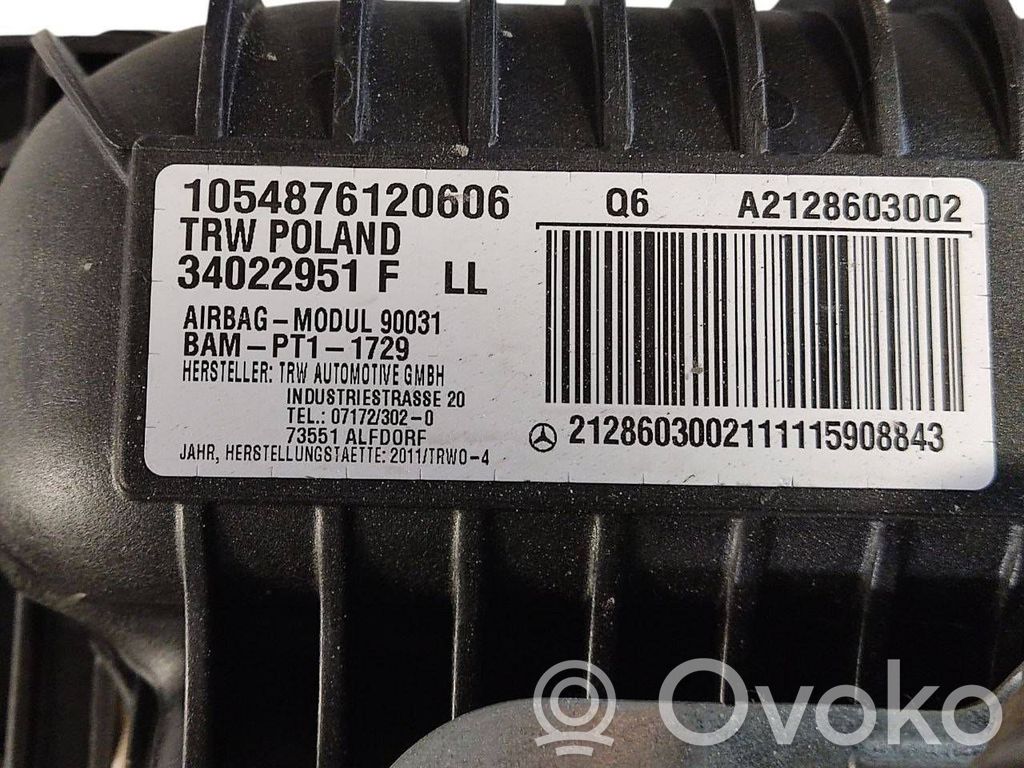 1054876120606
TRW POLAND
34022951 F LL
AIRBAG-MODUL 90031
BAM-PT1-1729
HERSTELLER: TRW AUTOMOTIVE GMBH
INDUSTRIESTRASSE 20
TEL.: 07172/302-0
73551 ALFDORF
JAHR, HERSTELLUNGSTAETTE: 2011/TRWO-4
Q6 A2128603002
2128603002111115908843
Ovoko